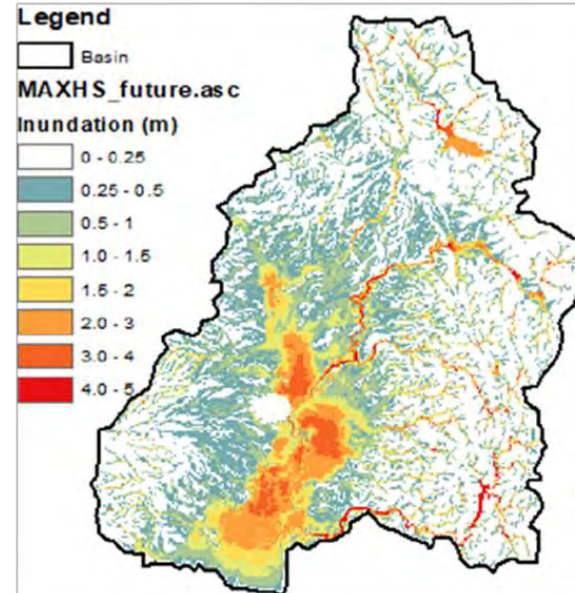 Legend
Basin
MAXHS_future.asc
Inundation (m)
0 - 0.25
0.25 - 0.5
0.5 - 1
1.0 - 1.5
1.5 - 2
2.0 - 3
3.0 - 4
4.0 - 5